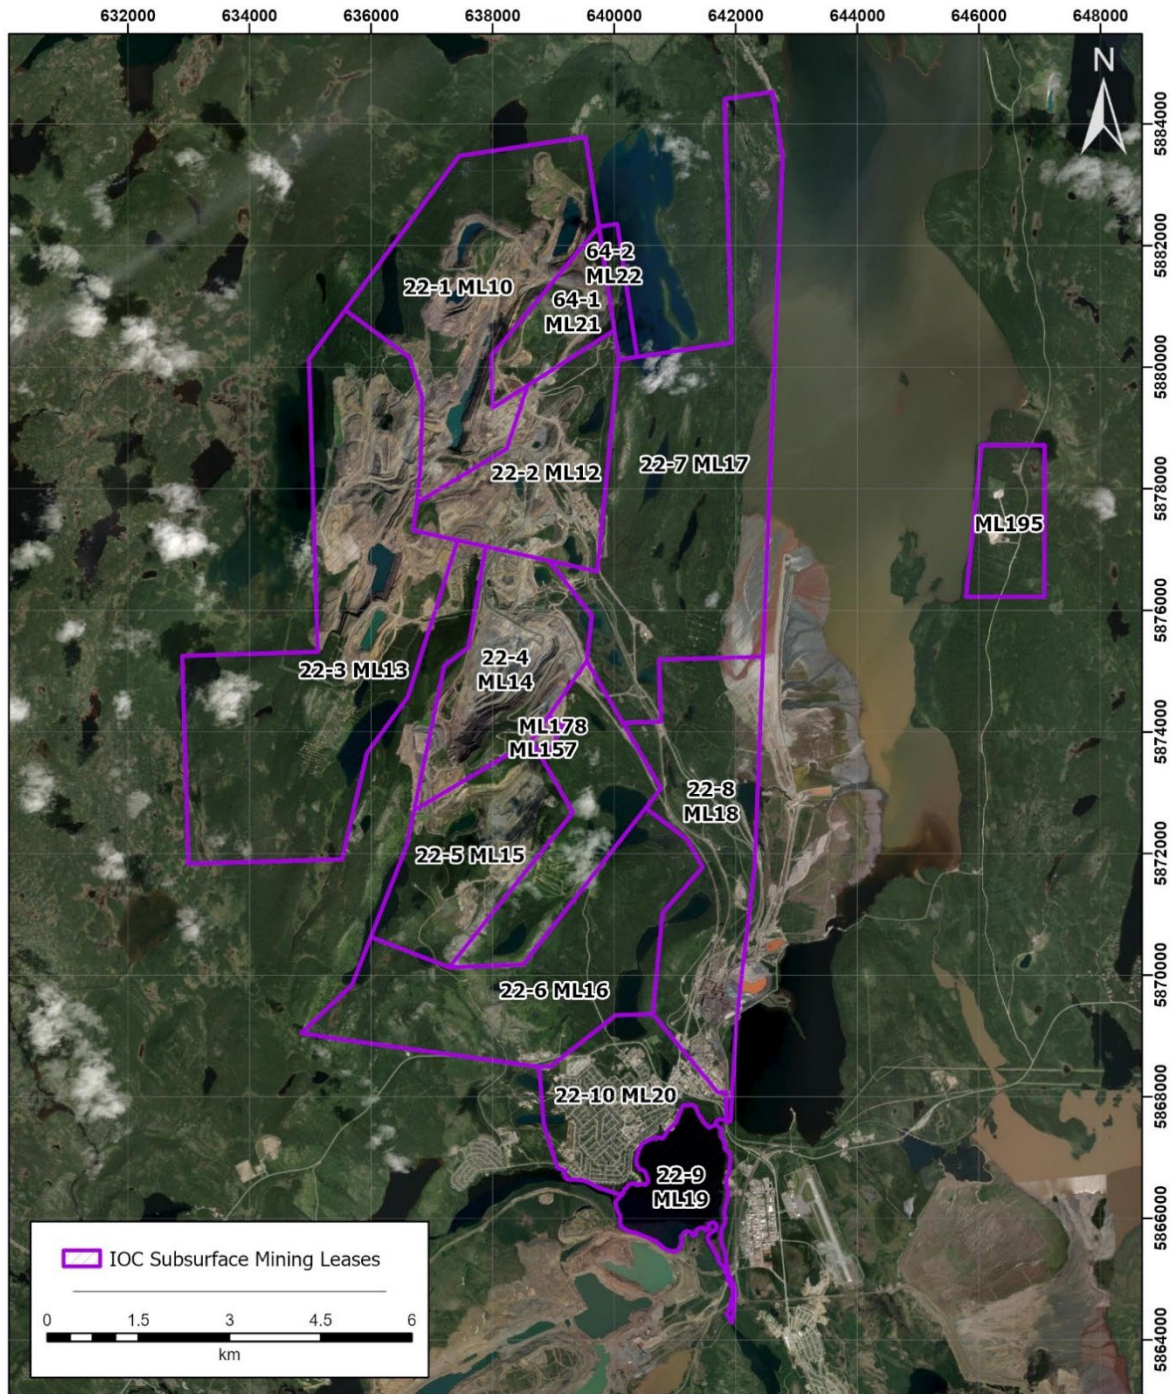 632000 634000 636000 638000 640000 642000 644000 646000 648000
N
5884000
5882000
5880000
5878000
5876000
5874000
5872000
5870000
5868000
5866000
5864000
64-2
ML22
22-1 ML10
64-1
ML21
22-2 ML12
22-7 ML17
ML195
22-3 ML13
22-4
ML14
ML178
ML157
22-8
ML18
22-5 ML15
22-6 ML16
22-10 ML20
22-9
ML19
IOC Subsurface Mining Leases
0 1.5 3 4.5 6
km